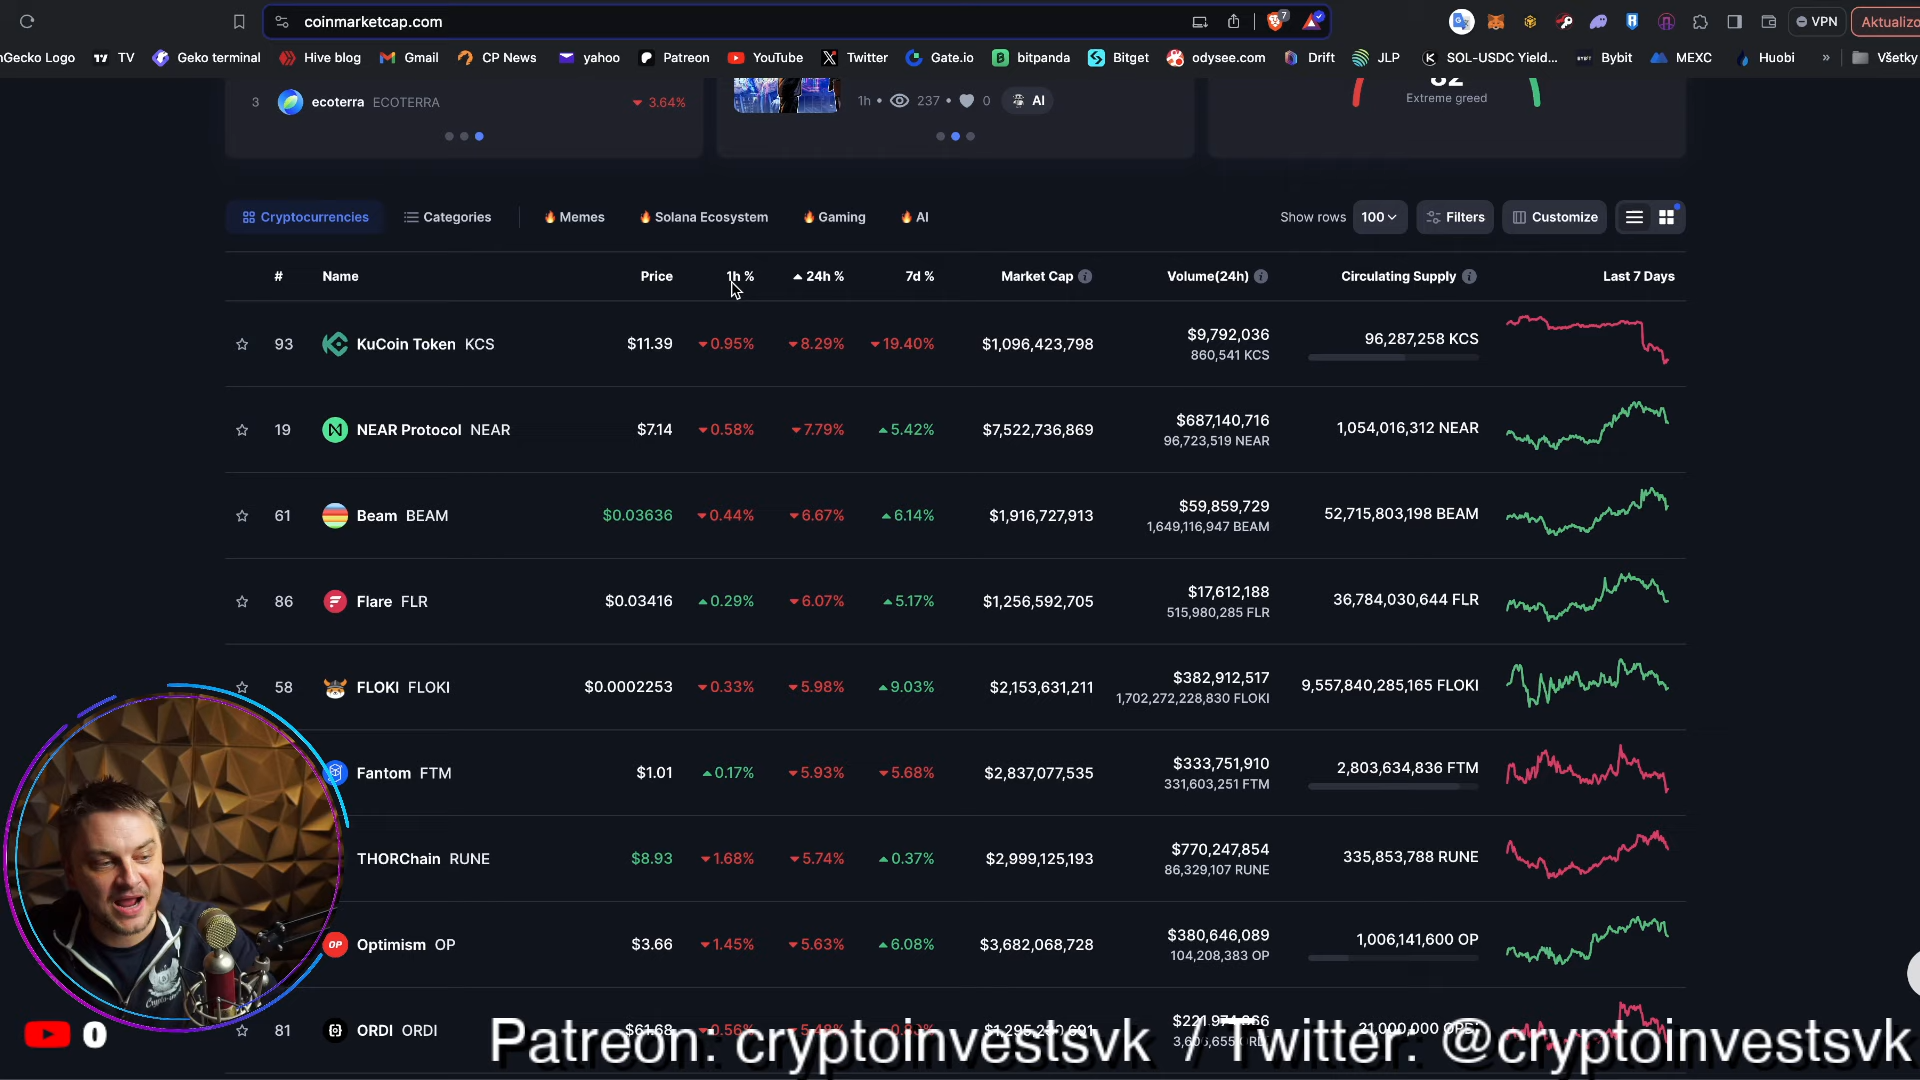 coinmarketcap.com
7
VPN
Aktualizo
nGecko Logo TV Geko terminal Hive blog Gmail CP News yahoo Patreon YouTube Twitter Gate.io bitpanda Bitget odysee.com Drift JLP SOL-USDC Yield... Bybit MEXC Huobi » Všetky
3 ecoterra ECOTERRA 3.64%
1h • 237 • 0 AI
82
Extreme greed
Cryptocurrencies Categories Memes Solana Ecosystem Gaming AI Show rows 100 Filters Customize
# Name Price 1h % 24h % 7d % Market Cap Volume(24h) Circulating Supply Last 7 Days
93 KuCoin Token KCS $11.39 0.95% 8.29% 19.40% $1,096,423,798 $9,792,036 96,287,258 KCS
860,541 KCS
19 NEAR Protocol NEAR $7.14 0.58% 7.79% 5.42% $7,522,736,869 $687,140,716 1,054,016,312 NEAR
96,723,519 NEAR
61 Beam BEAM $0.03636 0.44% 6.67% 6.14% $1,916,727,913 $59,859,729 52,715,803,198 BEAM
1,649,116,947 BEAM
86 Flare FLR $0.03416 0.29% 6.07% 5.17% $1,256,592,705 $17,612,188 36,784,030,644 FLR
515,980,285 FLR
58 FLOKI FLOKI $0.0002253 0.33% 5.98% 9.03% $2,153,631,211 $382,912,517 9,557,840,285,165 FLOKI
1,702,272,228,830 FLOKI
Fantom FTM $1.01 0.17% 5.93% 5.68% $2,837,077,535 $333,751,910 2,803,634,836 FTM
331,603,251 FTM
THORChain RUNE $8.93 1.68% 5.74% 0.37% $2,999,125,193 $770,247,854 335,853,788 RUNE
86,329,107 RUNE
OP Optimism OP $3.66 1.45% 5.63% 6.08% $3,682,068,728 $380,646,089 1,006,141,600 OP
104,208,383 OP
81 ORDI ORDI $61.68 0.56%
0
Patreon: cryptoinvestsvk / Twitter: @cryptoinvestsvk